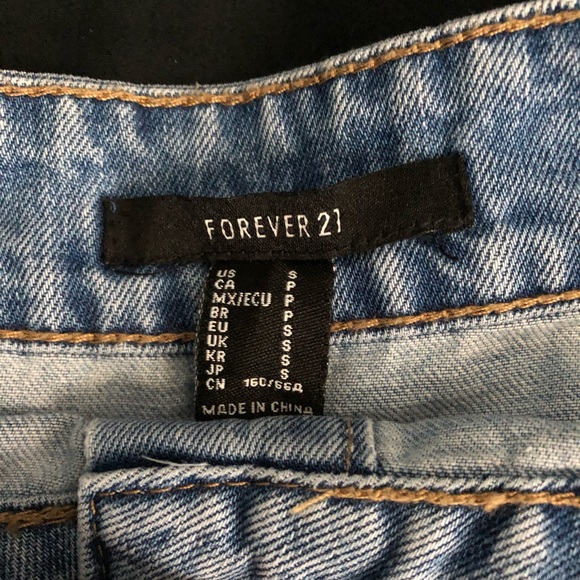 FOREVER 21
US S
CA P
MX/ECU P
BR P
EU S
UK S
KR S
JP S
CN 160/66A
MADE IN CHINA